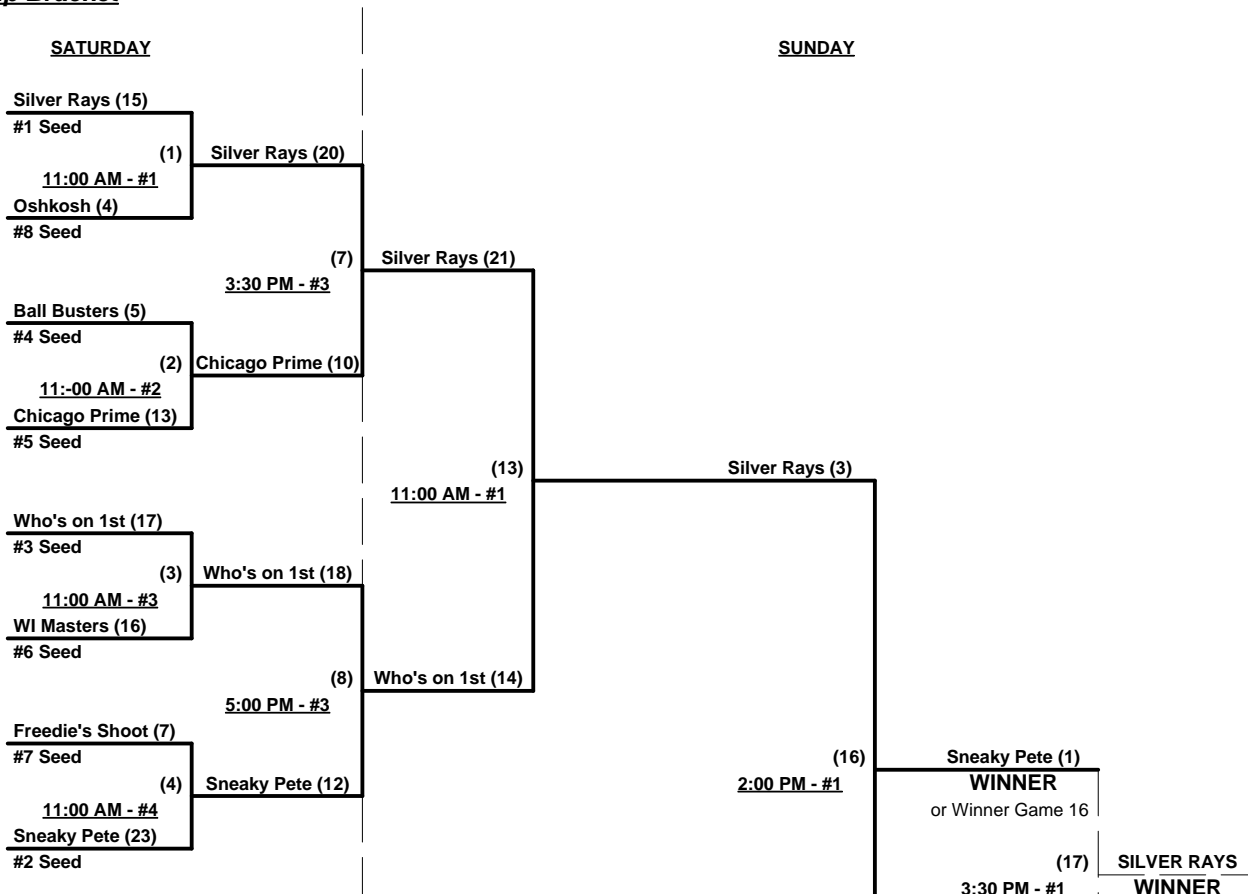 SATURDAY
SUNDAY
Silver Rays (15)
#1 Seed
(1)
Silver Rays (20)
11:00 AM - #1
Oshkosh (4)
#8 Seed
(7)
Silver Rays (21)
3:30 PM - #3
Ball Busters (5)
#4 Seed
(2)
Chicago Prime (10)
11:-00 AM - #2
Chicago Prime (13)
#5 Seed
(13)
Silver Rays (3)
11:00 AM - #1
Who's on 1st (17)
#3 Seed
(3)
Who's on 1st (18)
11:00 AM - #3
WI Masters (16)
#6 Seed
(8)
Who's on 1st (14)
5:00 PM - #3
Freedie's Shoot (7)
#7 Seed
(4)
Sneaky Pete (12)
11:00 AM - #4
Sneaky Pete (23)
#2 Seed
(16)
Sneaky Pete (1)
2:00 PM - #1
WINNER
or Winner Game 16
(17)
SILVER RAYS
3:30 PM - #1
WINNER